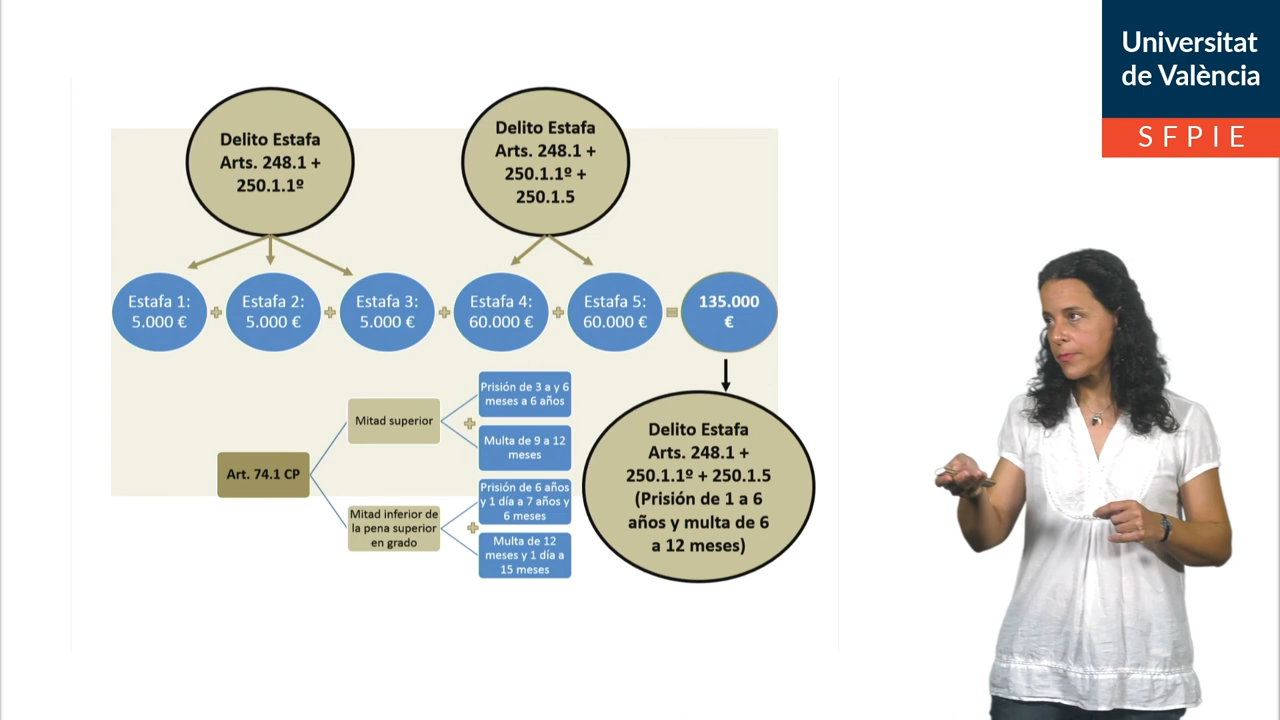 Universitat
de València
SFPIE
Delito Estafa
Arts. 248.1 +
250.1.1º
Delito Estafa
Arts. 248.1 +
250.1.1º +
250.1.5
Estafa 1:
5.000 €
Estafa 2:
5.000 €
Estafa 3:
5.000 €
Estafa 4:
60.000 €
Estafa 5:
60.000 €
135.000
€
Art. 74.1 CP
Mitad superior
Prisión de 3 a y 6
meses a 6 años
Multa de 9 a 12
meses
Mitad inferior de
la pena superior
en grado
Prisión de 6 años
y 1 día a 7 años y
6 meses
Multa de 12
meses y 1 día a
15 meses
Delito Estafa
Arts. 248.1 +
250.1.1º + 250.1.5
(Prisión de 1 a 6
años y multa de 6
a 12 meses)